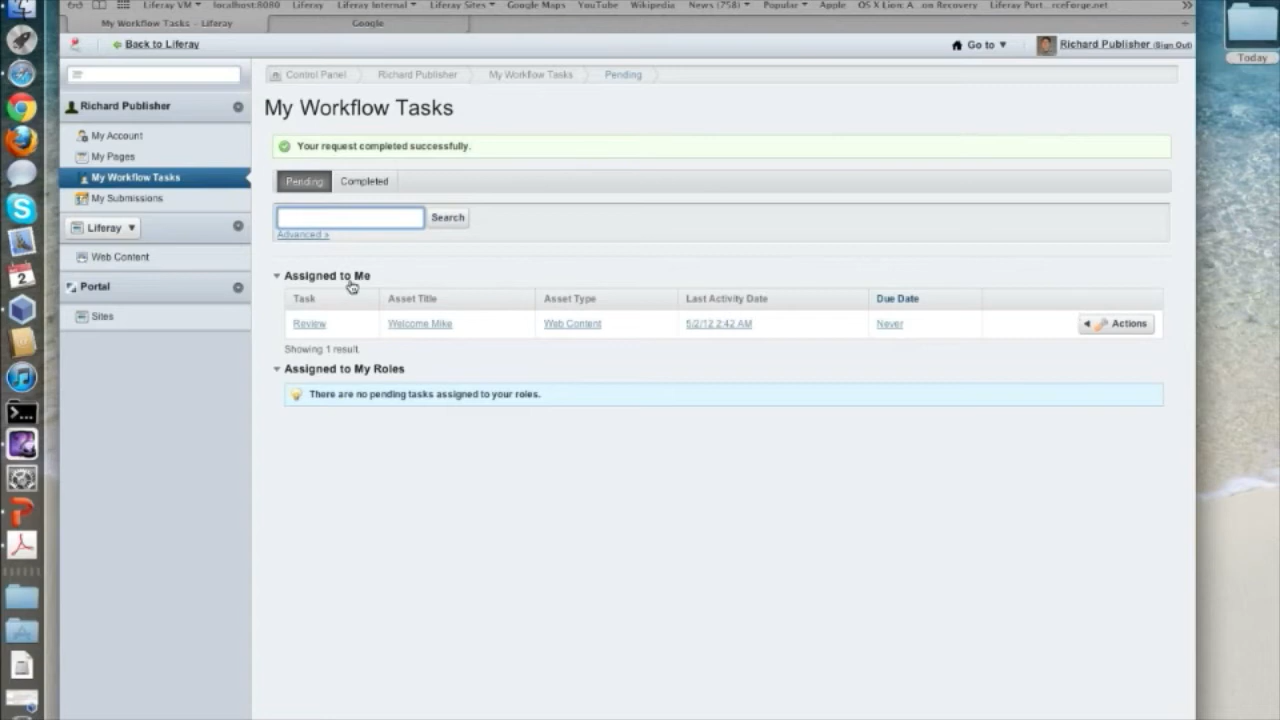 Liferay VM localhost:8080 Liferay Liferay Internal Liferay Sites Google Maps YouTube Wikipedia News (758) Popular Apple OS X Lion: A...on Recovery Liferay Port...rceForge.net
My Workflow Tasks - Liferay Google
Back to Liferay Go to Richard Publisher (Sign Out)
Today
Control Panel Richard Publisher My Workflow Tasks Pending
Richard Publisher
My Workflow Tasks
My Account
Your request completed successfully.
My Pages
My Workflow Tasks
Pending Completed
My Submissions
Search
Liferay
Advanced »
Web Content
Assigned to Me
Portal
Task Asset Title Asset Type Last Activity Date Due Date
Sites
Review Welcome Mike Web Content 5/2/12 2:42 AM Never Actions
Showing 1 result.
Assigned to My Roles
There are no pending tasks assigned to your roles.
2